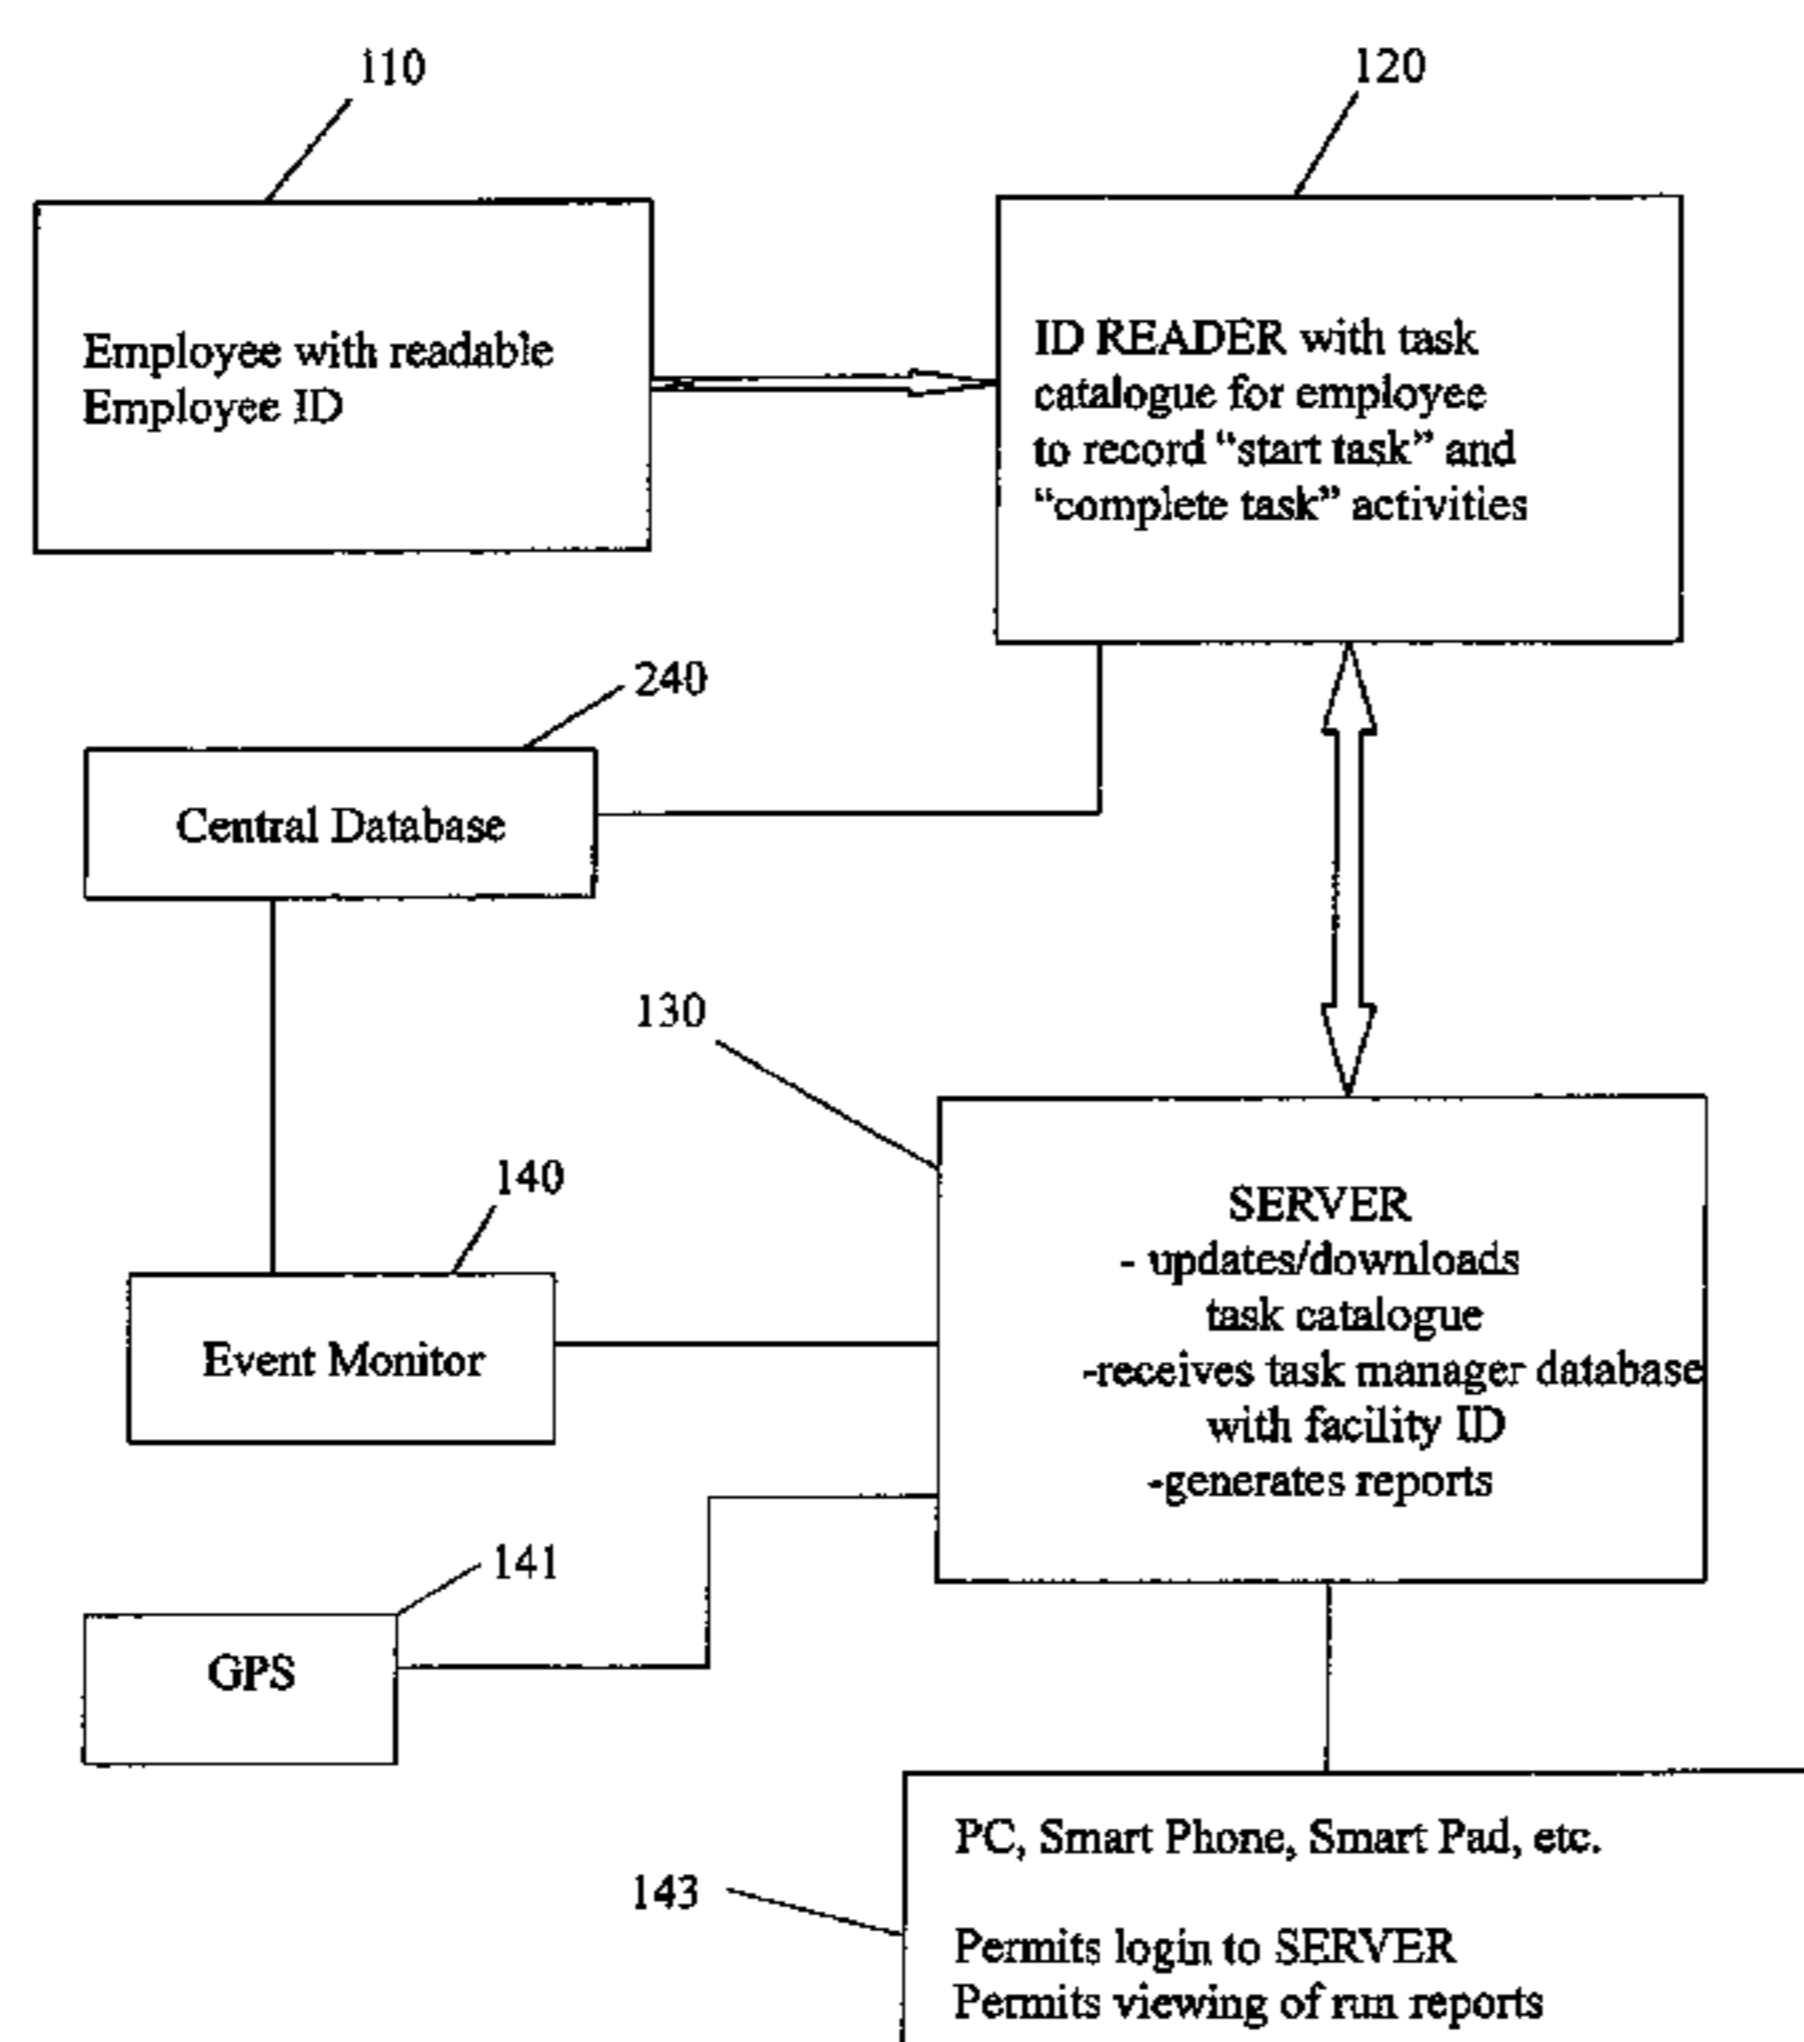 110
120
Employee with readable
Employee ID
ID READER with task
catalogue for employee
to record “start task” and
“complete task” activities
240
Central Database
130
140
Event Monitor
SERVER
- updates/downloads
task catalogue
-receives task manager database
with facility ID
-generates reports
141
GPS
143
PC, Smart Phone, Smart Pad, etc.
Permits login to SERVER
Permits viewing of run reports